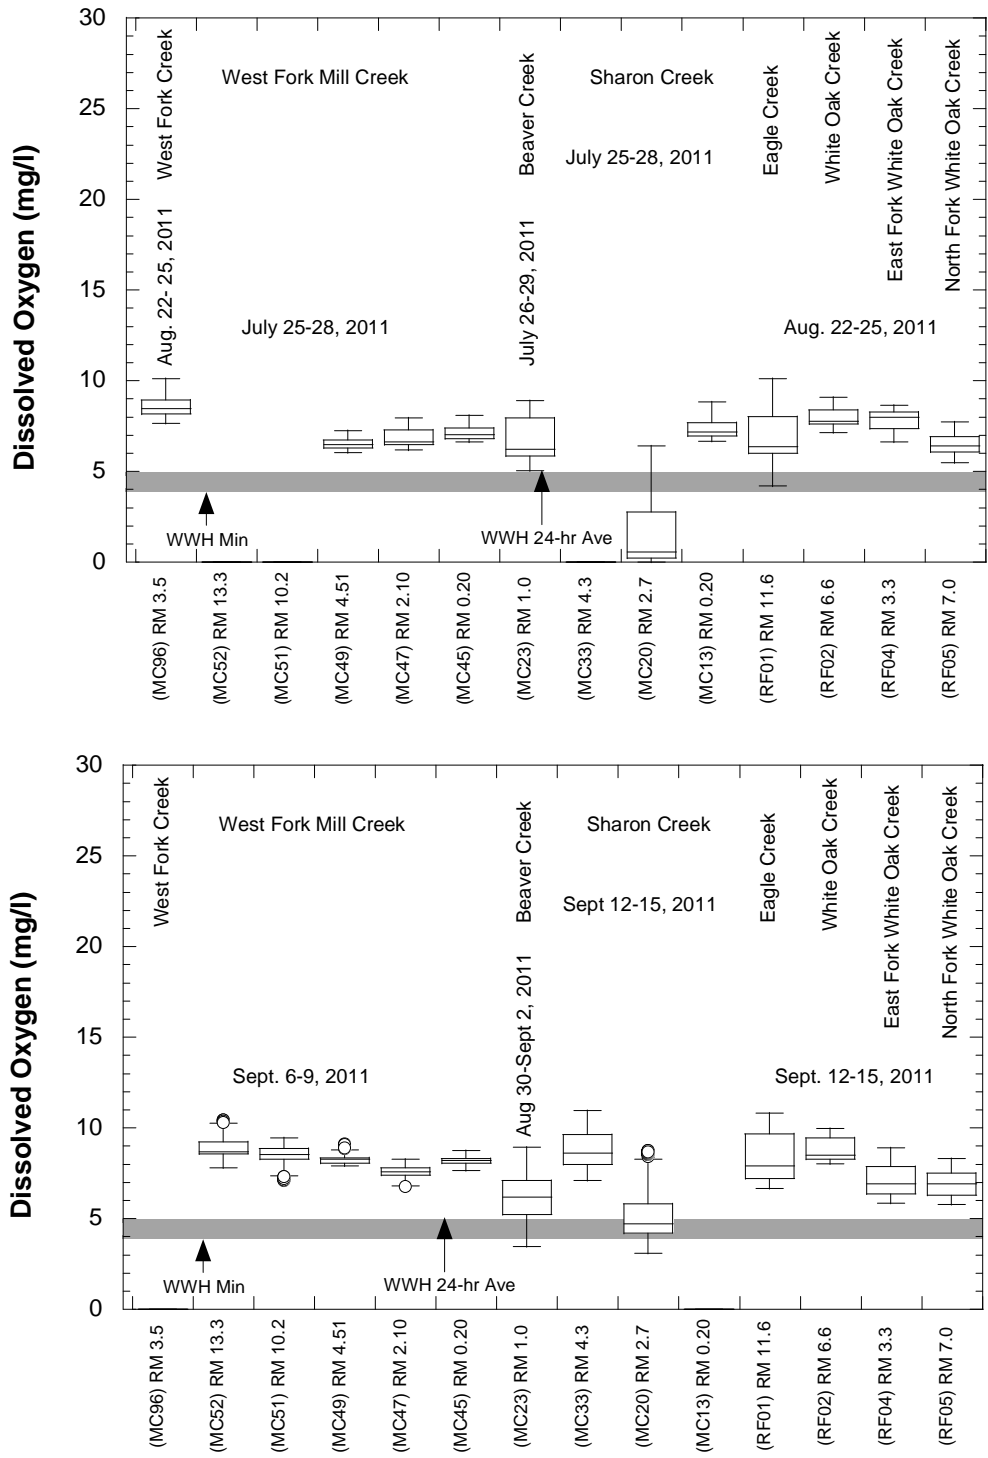 Dissolved Oxygen (mg/l)
30
25
20
15
10
5
0
West Fork Creek
Aug. 22- 25, 2011
West Fork Mill Creek
July 25-28, 2011
Beaver Creek
July 26-29, 2011
Sharon Creek
July 25-28, 2011
Eagle Creek
White Oak Creek
East Fork White Oak Creek
North Fork White Oak Creek
Aug. 22-25, 2011
WWH Min
WWH 24-hr Ave
(MC96) RM 3.5
(MC52) RM 13.3
(MC51) RM 10.2
(MC49) RM 4.51
(MC47) RM 2.10
(MC45) RM 0.20
(MC23) RM 1.0
(MC33) RM 4.3
(MC20) RM 2.7
(MC13) RM 0.20
(RF01) RM 11.6
(RF02) RM 6.6
(RF04) RM 3.3
(RF05) RM 7.0
Dissolved Oxygen (mg/l)
30
25
20
15
10
5
0
West Fork Creek
West Fork Mill Creek
Sept. 6-9, 2011
Beaver Creek
Aug 30-Sept 2, 2011
Sharon Creek
Sept 12-15, 2011
Eagle Creek
White Oak Creek
East Fork White Oak Creek
North Fork White Oak Creek
Sept. 12-15, 2011
WWH Min
WWH 24-hr Ave
(MC96) RM 3.5
(MC52) RM 13.3
(MC51) RM 10.2
(MC49) RM 4.51
(MC47) RM 2.10
(MC45) RM 0.20
(MC23) RM 1.0
(MC33) RM 4.3
(MC20) RM 2.7
(MC13) RM 0.20
(RF01) RM 11.6
(RF02) RM 6.6
(RF04) RM 3.3
(RF05) RM 7.0